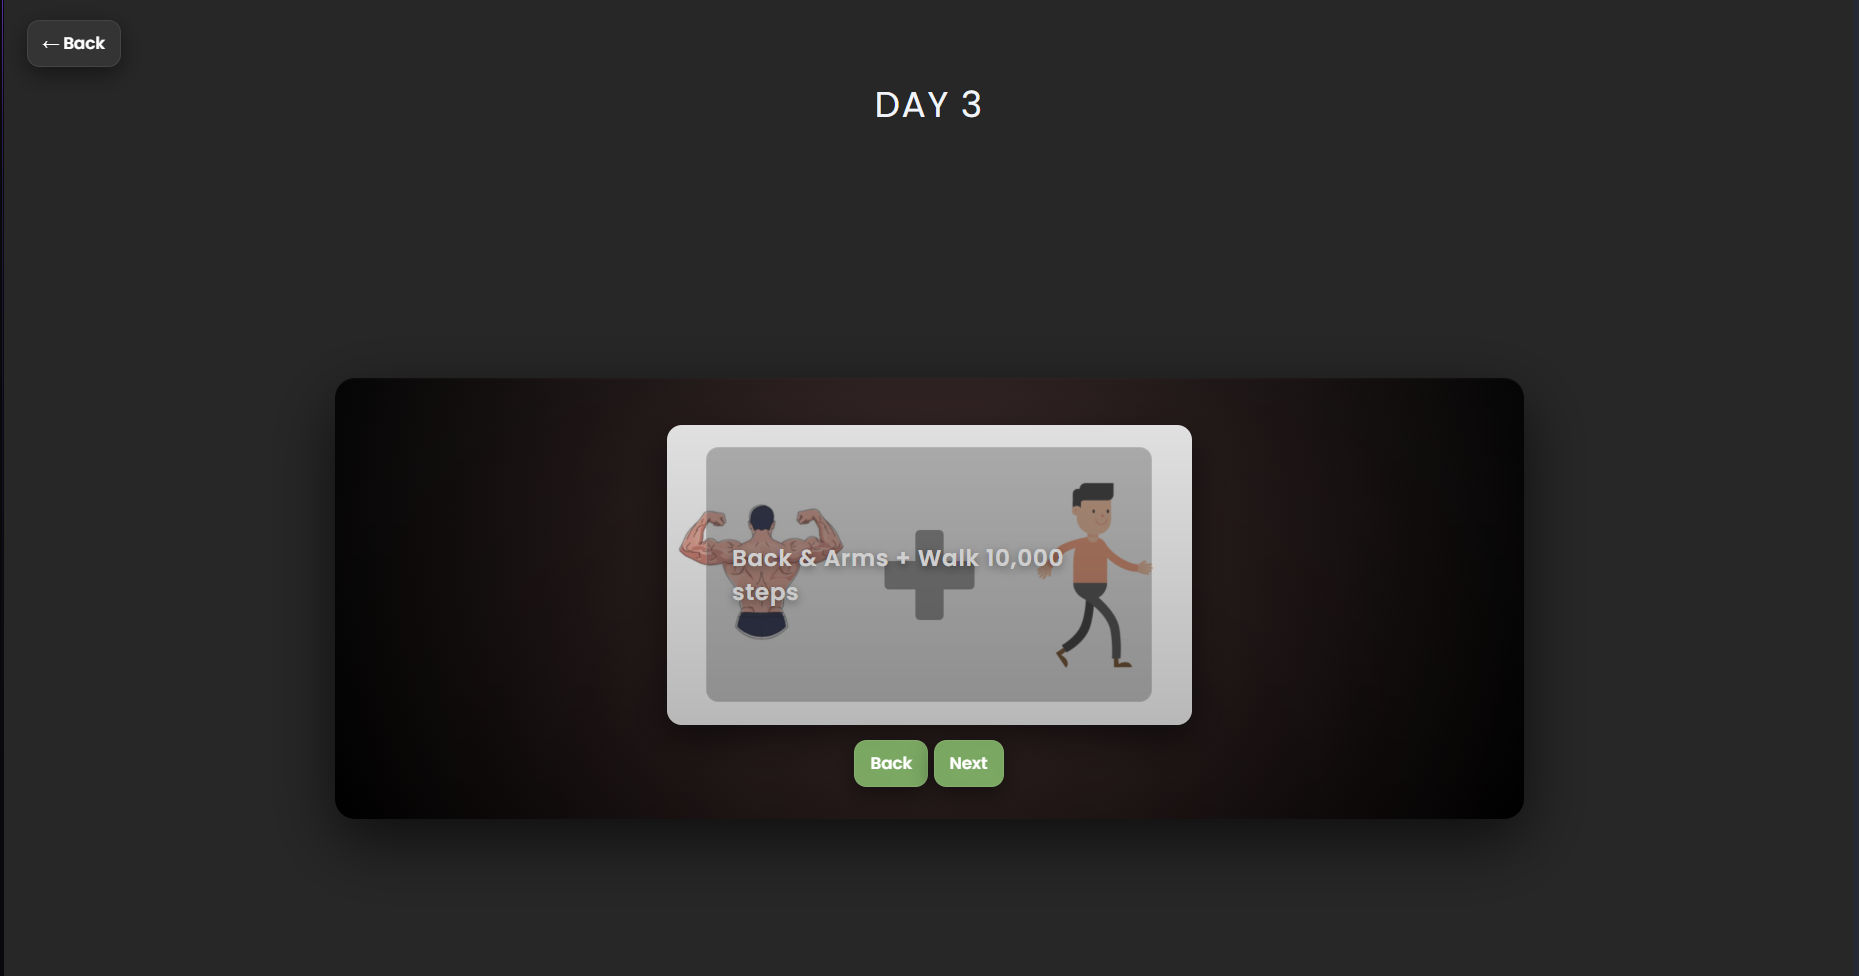 ← Back
DAY 3
Back & Arms + Walk 10,000
steps
Back
Next